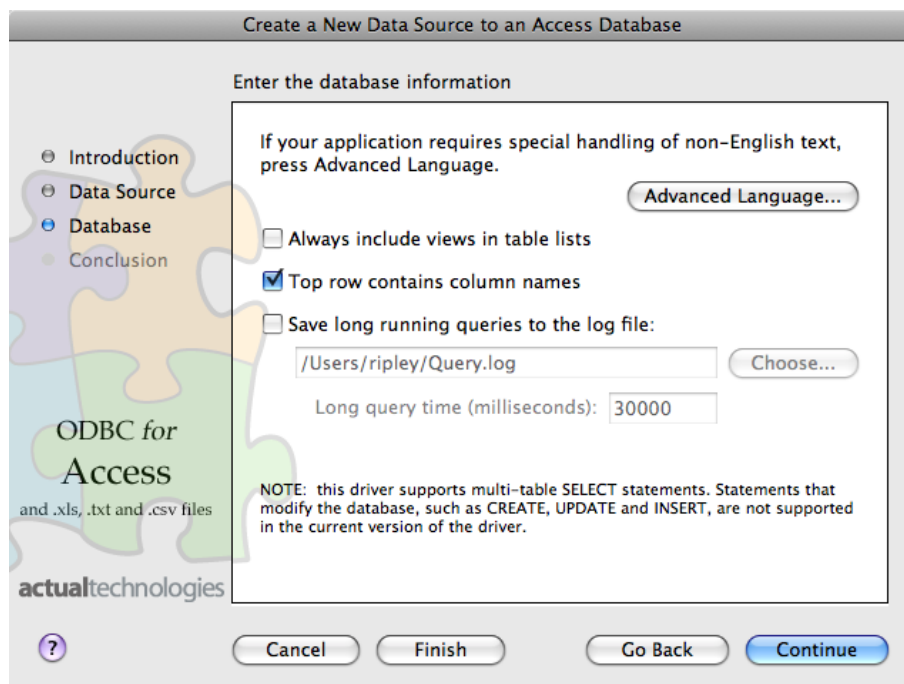 Create a New Data Source to an Access Database
Enter the database information
Introduction
Data Source
Database
Conclusion
If your application requires special handling of non-English text,
press Advanced Language.
Advanced Language...
Always include views in table lists
Top row contains column names
Save long running queries to the log file:
/Users/ripley/Query.log
Choose...
Long query time (milliseconds):
30000
NOTE: this driver supports multi-table SELECT statements. Statements that
modify the database, such as CREATE, UPDATE and INSERT, are not supported
in the current version of the driver.
ODBC for
Access
and .xls, .txt and .csv files
actualtechnologies
?
Cancel
Finish
Go Back
Continue